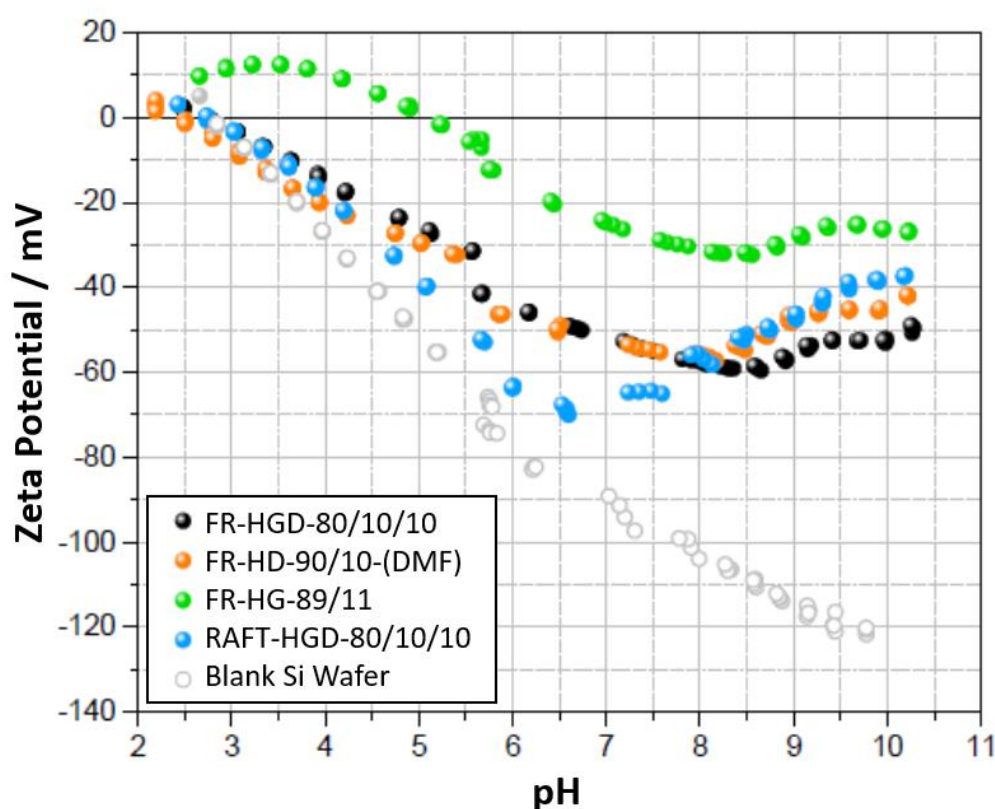 20
0
-20
-40
-60
-80
-100
-120
-140
Zeta Potential / mV
FR-HGD-80/10/10
FR-HD-90/10-(DMF)
FR-HG-89/11
RAFT-HGD-80/10/10
Blank Si Wafer
2 3 4 5 6 7 8 9 10 11
pH